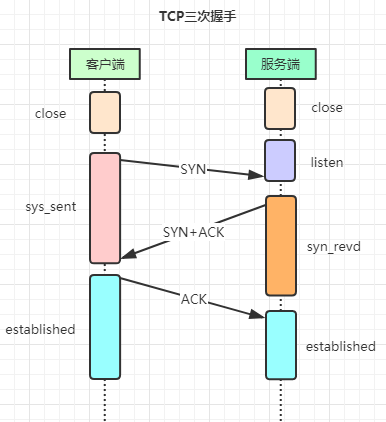 TCP三次握手
客户端
服务端
close
close
listen
SYN
sys_sent
SYN+ACK
syn_revd
ACK
established
established